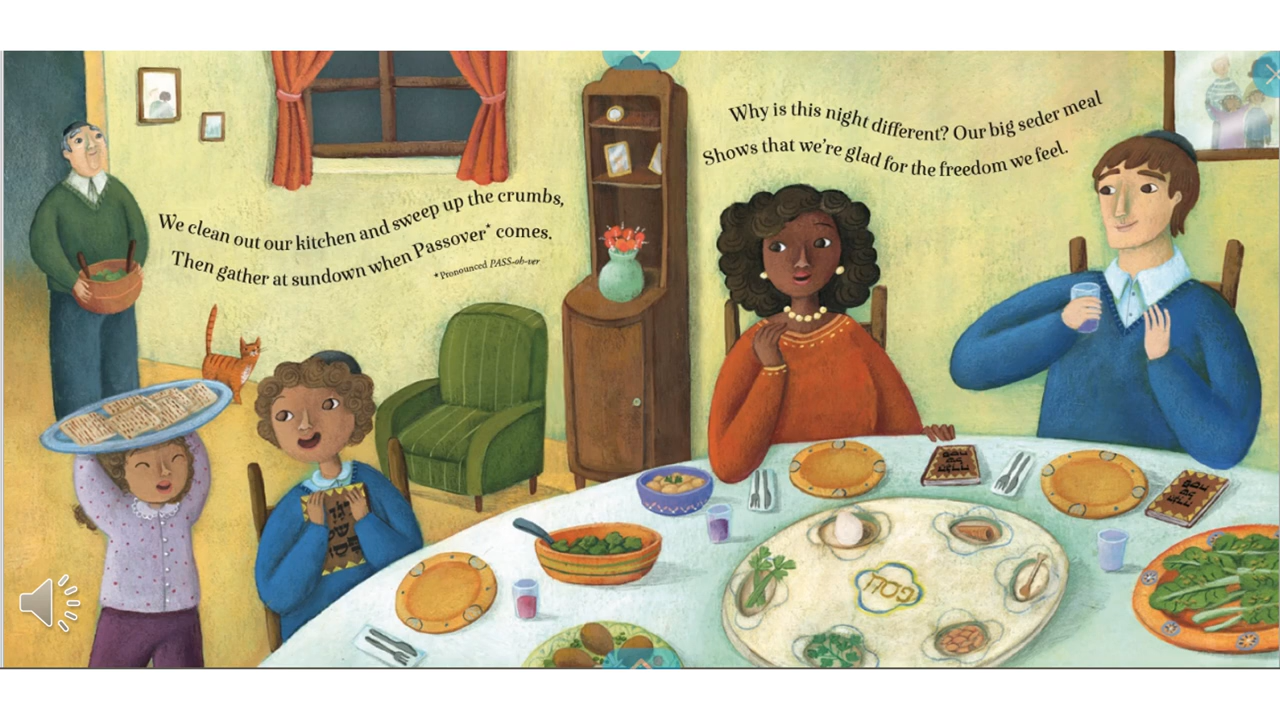 We clean out our kitchen and sweep up the crumbs,
Then gather at sundown when Passover* comes.
*Pronounced PASS-oh-ver
Why is this night different? Our big seder meal
Shows that we're glad for the freedom we feel.
פסח